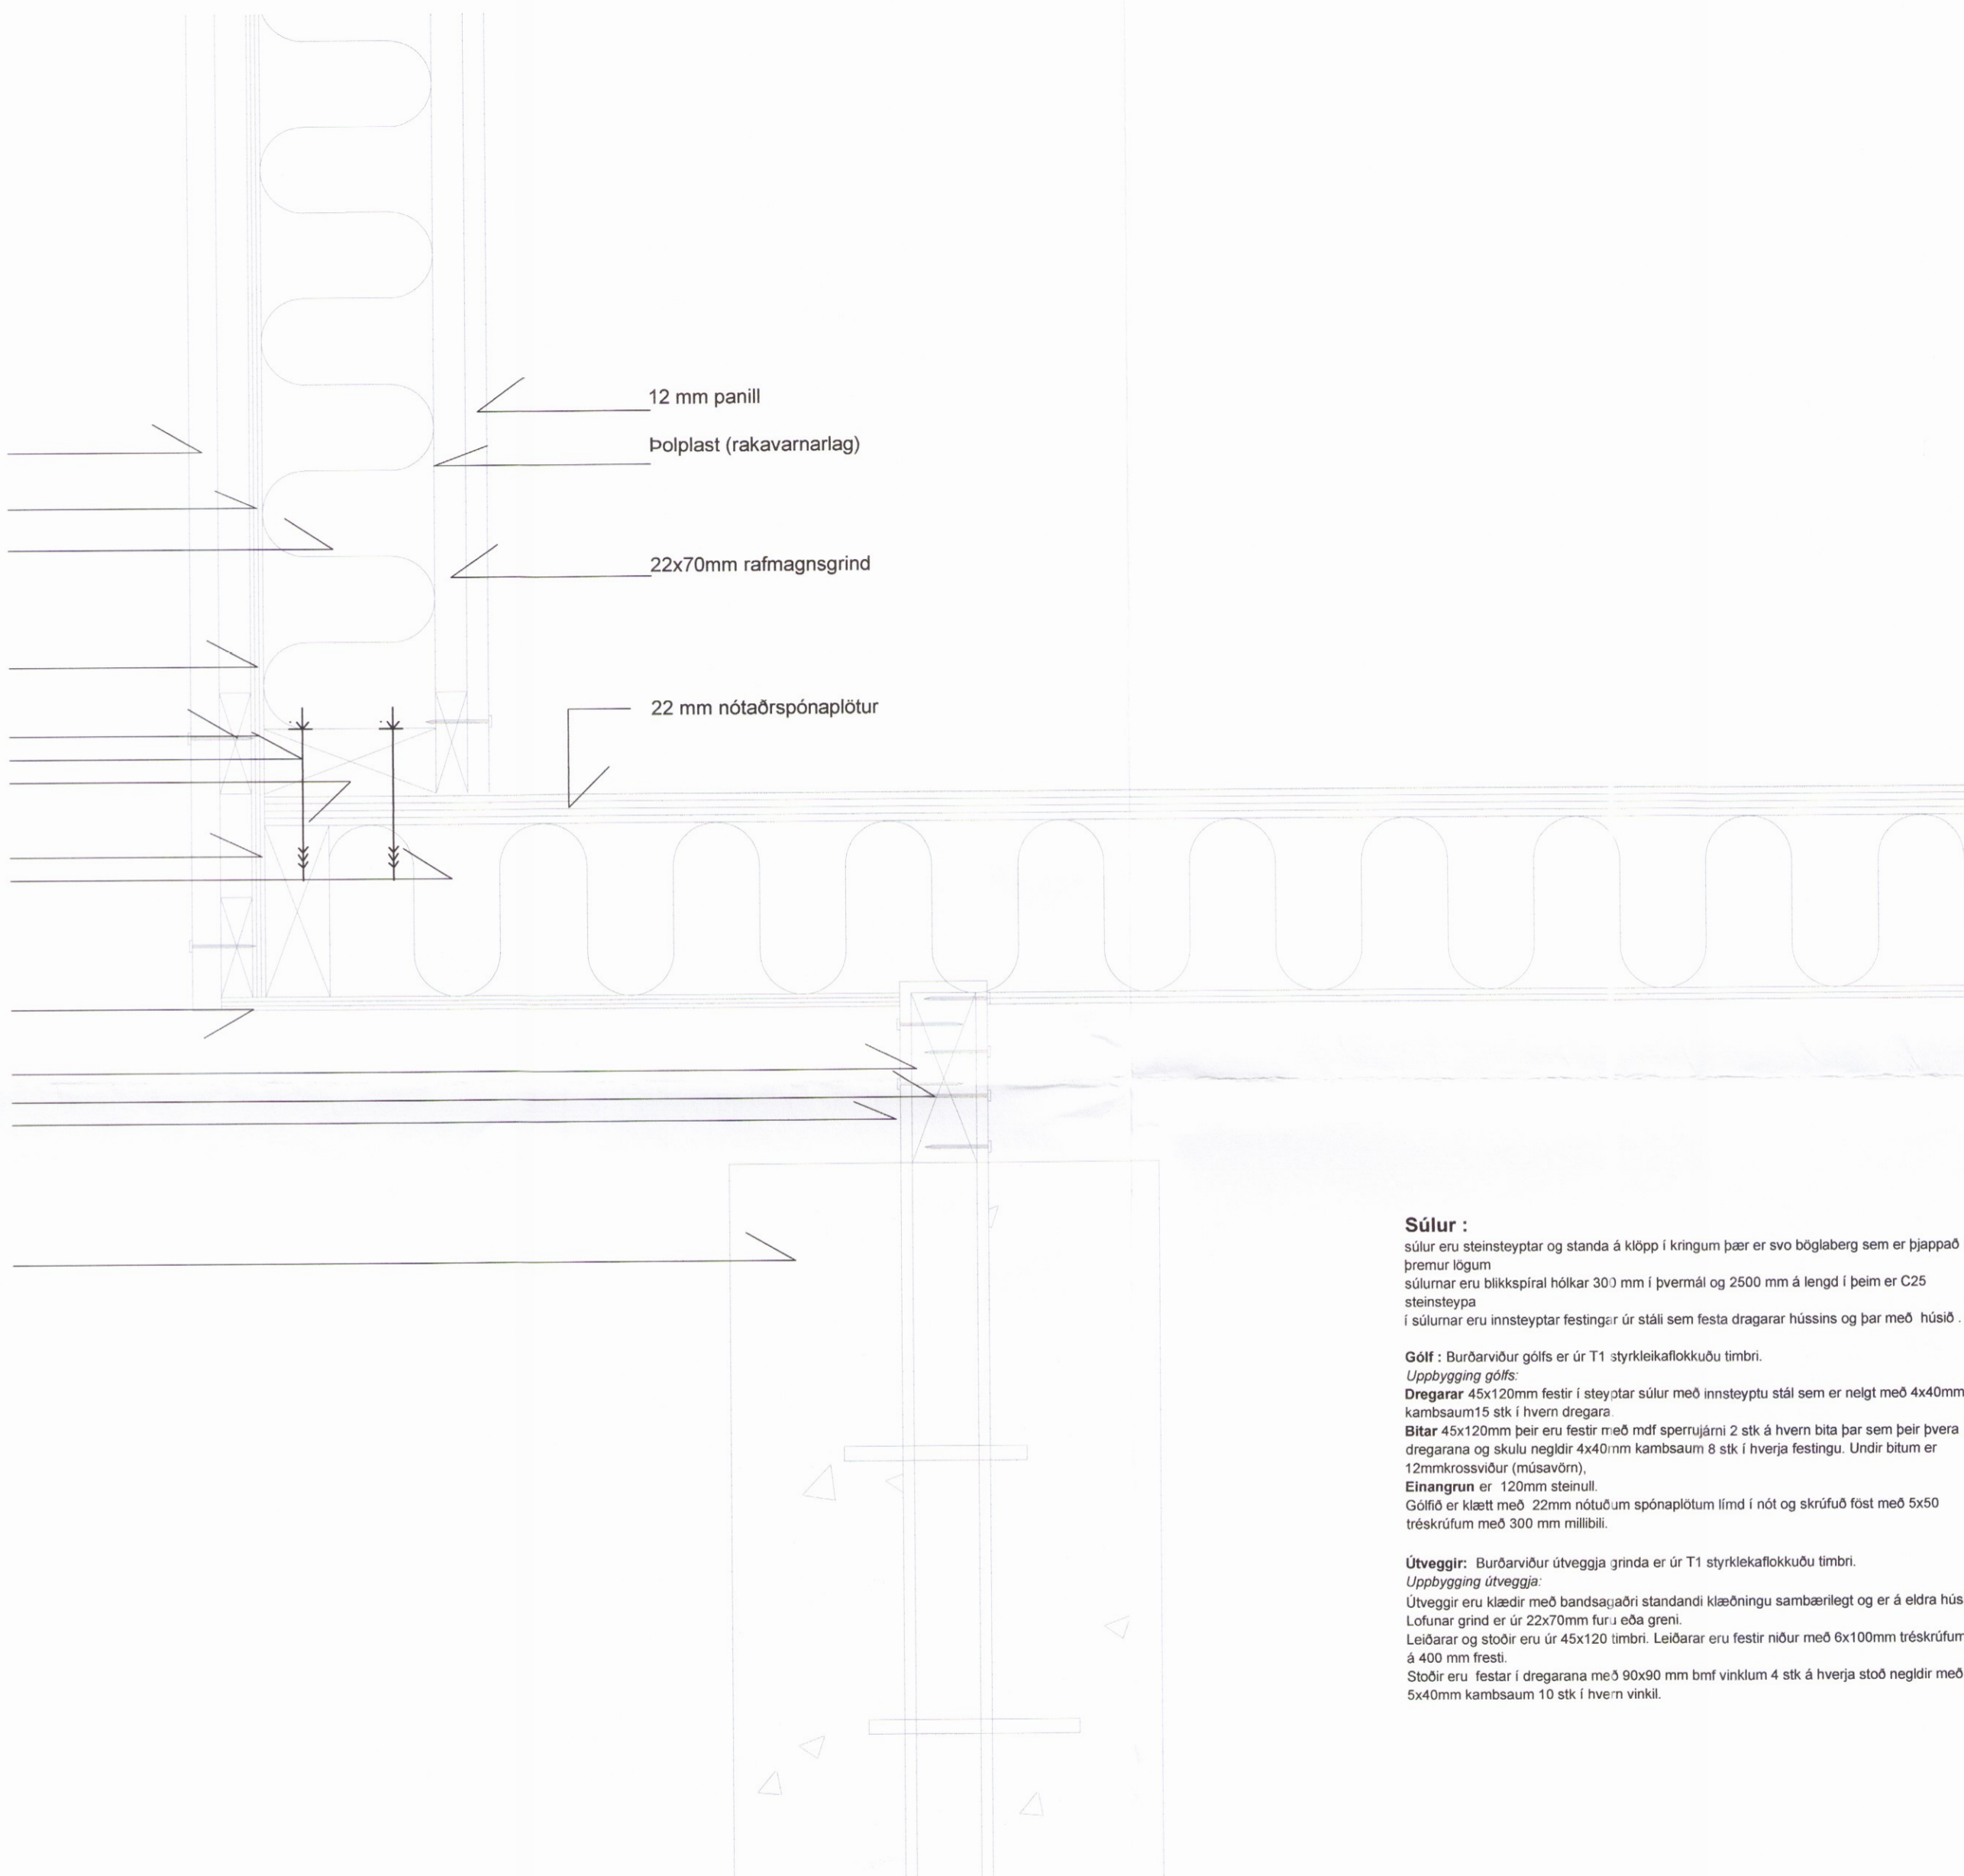 12 mm panill
Þolplast (rakavarnarlag)
22x70mm rafmagnsgrind
22 mm nótaðrspónaplötur
Súlur :
súlur eru steinsteyptar og standa á klöpp í kringum þær er svo böglaberg sem er þjappað
þremur lögum
súlurnar eru blikkspíral hólkar 300 mm í þvermál og 2500 mm á lengd í þeim er C25
steinsteypa
í súlurnar eru innsteyptar festingar úr stáli sem festa dragarar hússins og þar með húsið .
Gólf : Burðarviður gólfs er úr T1 styrkleikaflokkuðu timbri.
Uppbygging gólfs:
Dregarar 45x120mm festir í steyptar súlur með innsteyptu stál sem er nelgt með 4x40mm
kambsaum15 stk í hvern dregara.
Bitar 45x120mm þeir eru festir með mdf sperrujárni 2 stk á hvern bita þar sem þeir þvera
dregarana og skulu negldir 4x40mm kambsaum 8 stk í hverja festingu. Undir bitum er
12mmkrossviður (músavörn),
Einangrun er 120mm steinull.
Gólfið er klætt með 22mm nótuðum spónaplötum límd í nót og skrúfuð föst með 5x50
tréskrúfum með 300 mm millibili.
Útveggir: Burðarviður útveggja grinda er úr T1 styrklekaflokkuðu timbri.
Uppbygging útveggja:
Útveggir eru klædir með bandsagaðri standandi klæðningu sambærilegt og er á eldra hús
Lofunar grind er úr 22x70mm furu eða greni.
Leiðarar og stoðir eru úr 45x120 timbri. Leiðarar eru festir niður með 6x100mm tréskrúfum
á 400 mm fresti.
Stoðir eru festar í dregarana með 90x90 mm bmf vinklum 4 stk á hverja stoð negldir með
5x40mm kambsaum 10 stk í hvern vinkil.